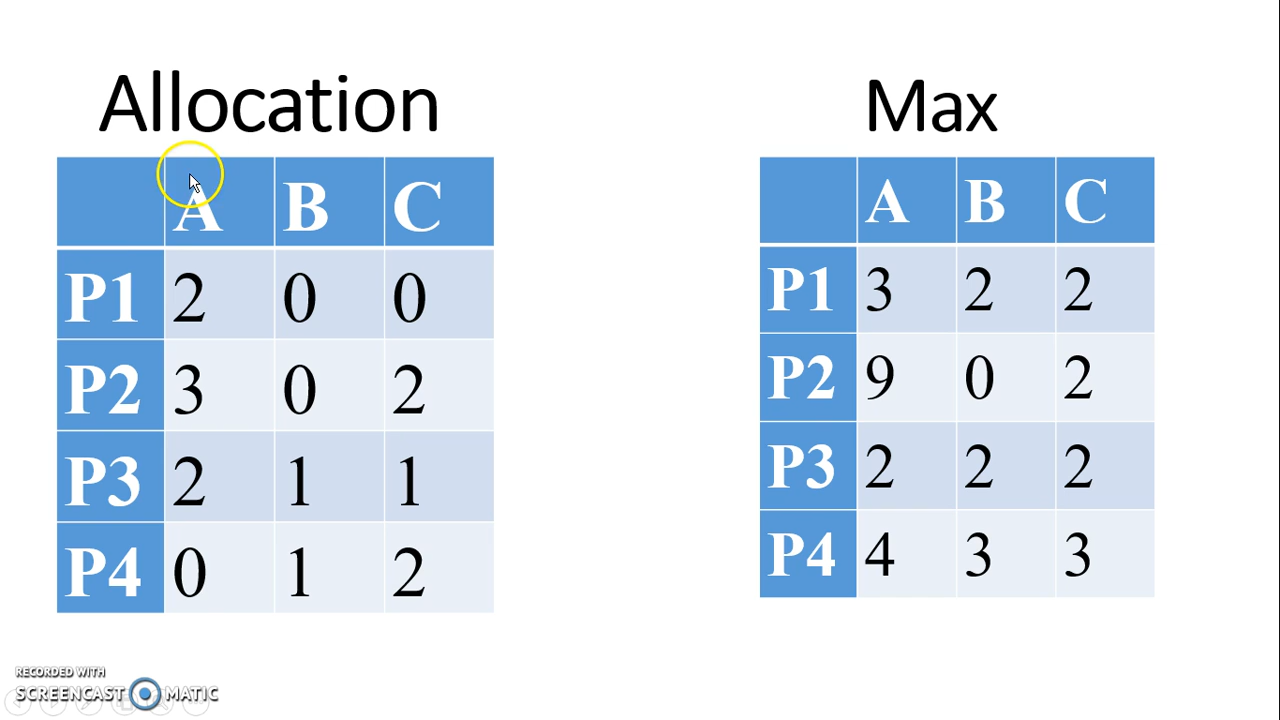 Allocation
Max
A B C
P1 2 0 0
P2 3 0 2
P3 2 1 1
P4 0 1 2
A B C
P1 3 2 2
P2 9 0 2
P3 2 2 2
P4 4 3 3
RECORDED WITH
SCREENCAST MATIC